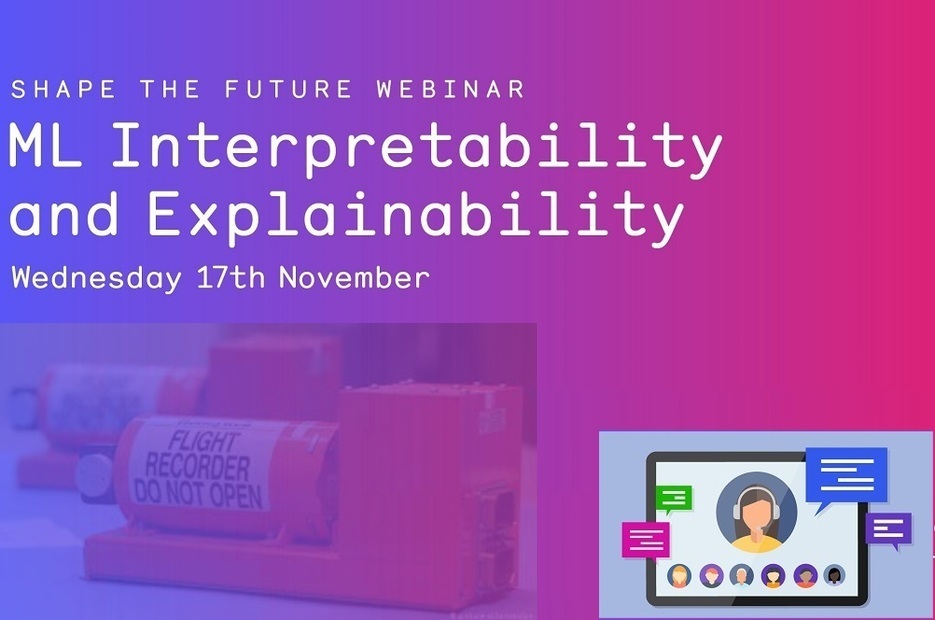 SHAPE THE FUTURE WEBINAR
ML Interpretability
and Explainability
Wednesday 17th November
FLIGHT
RECORDER
DO NOT OPEN